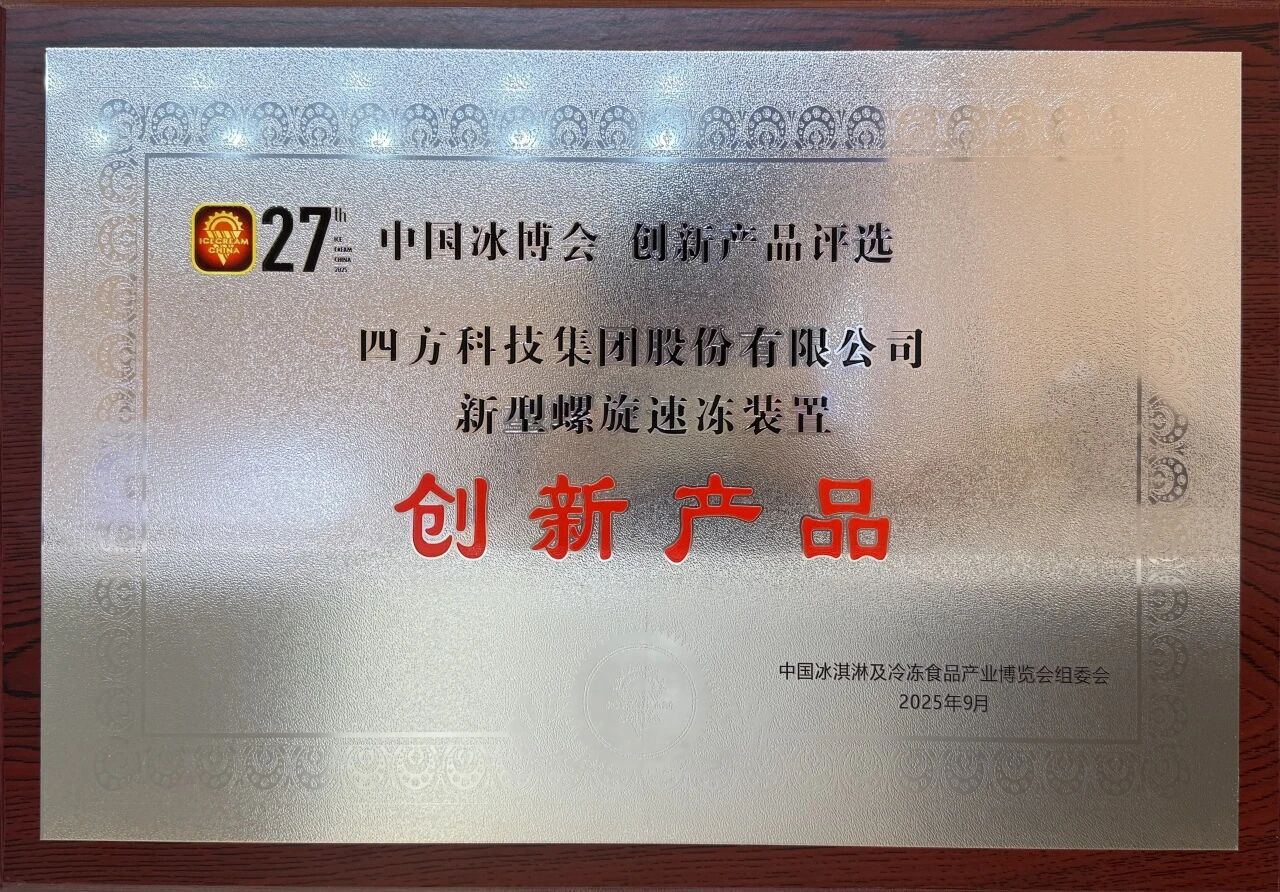 ICECREAM
CHINA
27th
ICE
CREAM
CHINA
2025
中国冰博会 创新产品评选
四方科技集团股份有限公司
新型螺旋速冻装置
创新产品
中国冰淇淋及冷冻食品产业博览会组委会
2025年9月